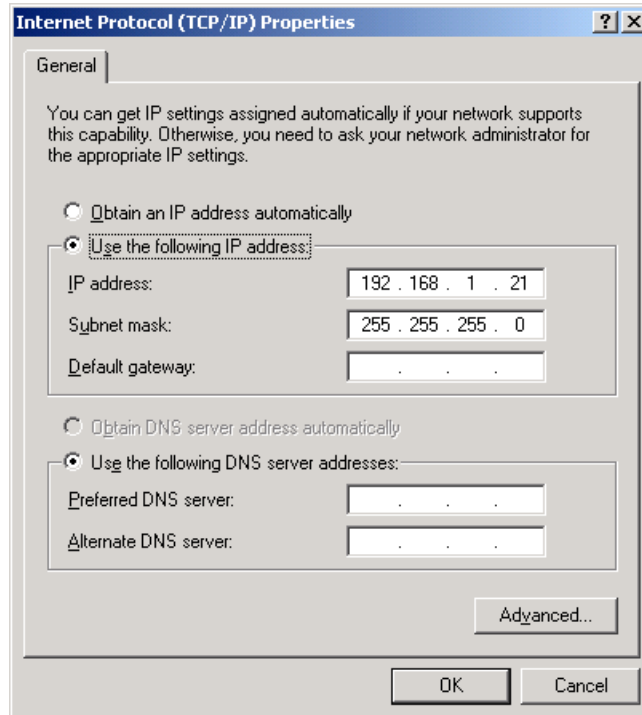 Internet Protocol (TCP/IP) Properties
General
You can get IP settings assigned automatically if your network supports
this capability. Otherwise, you need to ask your network administrator for
the appropriate IP settings.
Obtain an IP address automatically
Use the following IP address:
IP address: 192 . 168 . 1 . 21
Subnet mask: 255 . 255 . 255 . 0
Default gateway: . . .
Obtain DNS server address automatically
Use the following DNS server addresses:
Preferred DNS server: . . .
Alternate DNS server: . . .
Advanced...
OK Cancel